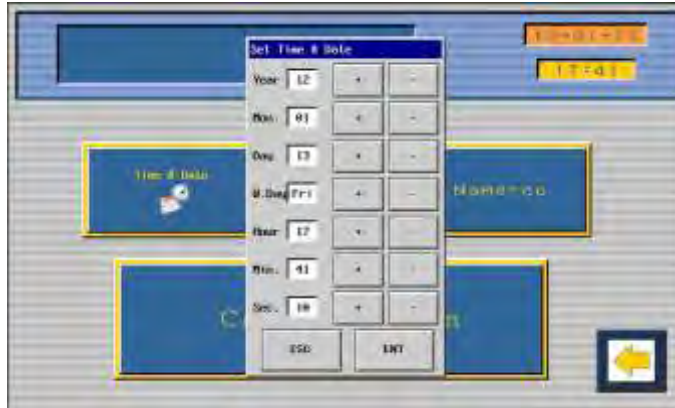 Set Time & Date
Year 12 + -
Mon. 01 + -
Day 13 + -
W.Day Fri + -
Hour 17 + -
Min. 41 + -
Sec. + -
ESC ENT
Time & Date
17:41